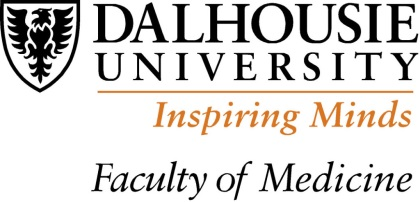 DALHOUSIE
UNIVERSITY
Inspiring Minds
Faculty of Medicine